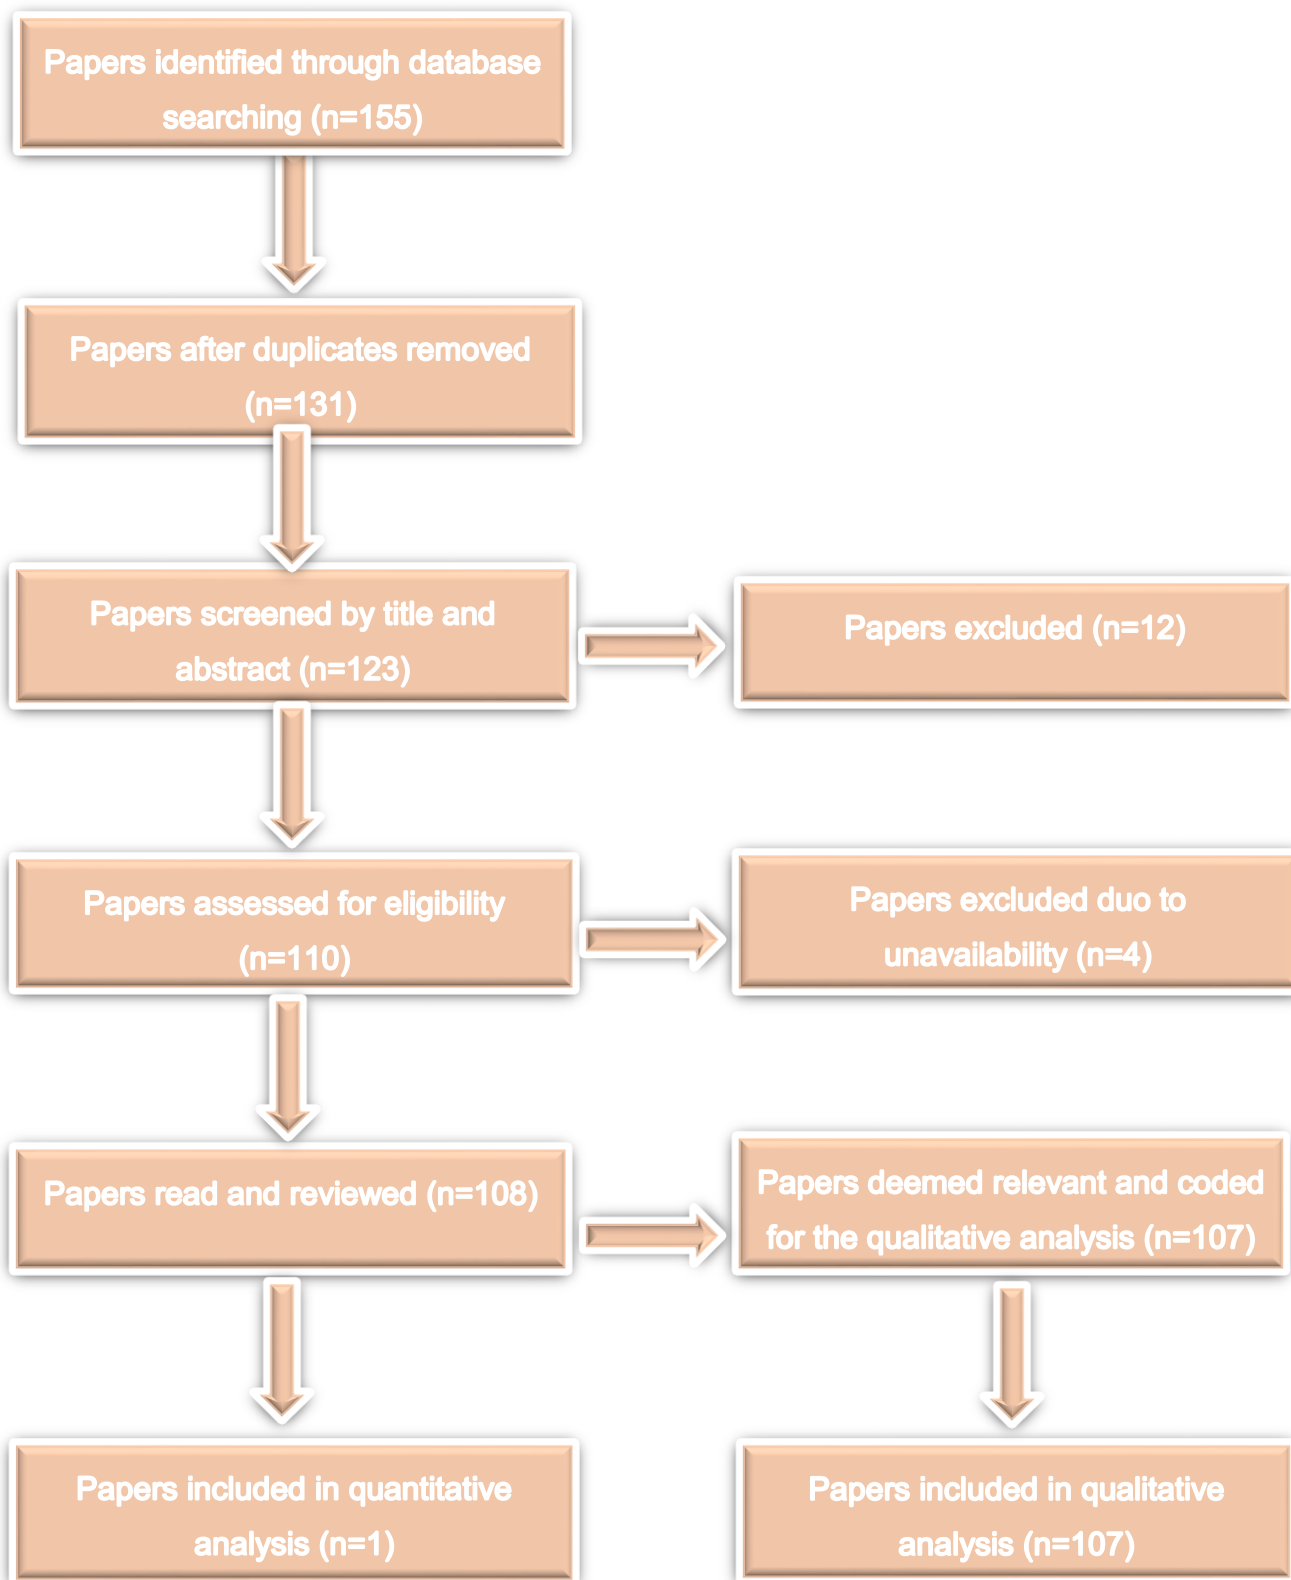 Papers identified through database
searching (n=155)
Papers after duplicates removed
(n=131)
Papers screened by title and
abstract (n=123)
Papers excluded (n=12)
Papers assessed for eligibility
(n=110)
Papers excluded duo to
unavailability (n=4)
Papers read and reviewed (n=108)
Papers deemed relevant and coded
for the qualitative analysis (n=107)
Papers included in quantitative
analysis (n=1)
Papers included in qualitative
analysis (n=107)